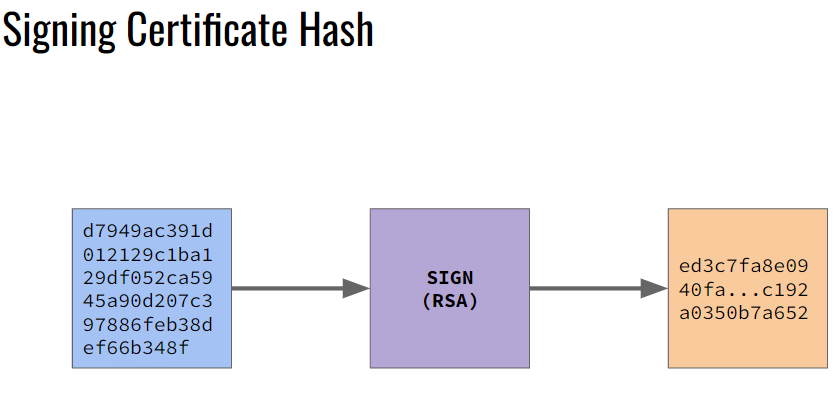 Signing Certificate Hash
d7949ac391d
012129c1ba1
29df052ca59
45a90d207c3
97886feb38d
ef66b348f
SIGN
(RSA)
ed3c7fa8e09
40fa...c192
a0350b7a652